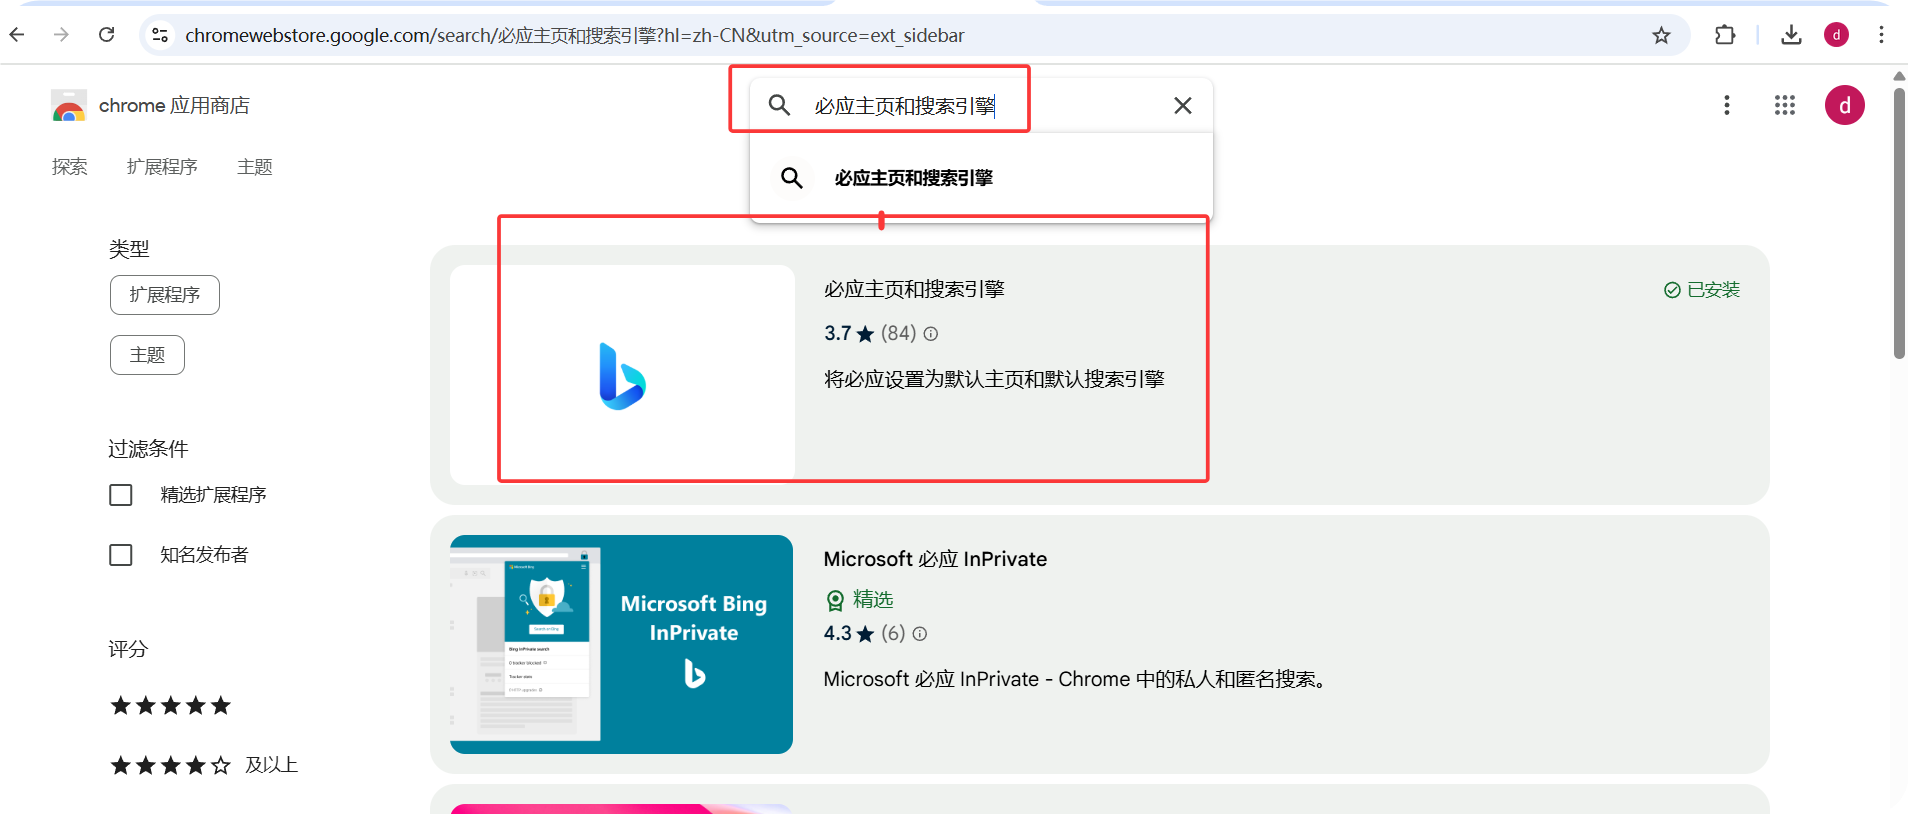 chromewebstore.google.com/search/必应主页和搜索引擎?hl=zh-CN&utm_source=ext_sidebar
d
chrome 应用商店
必应主页和搜索引擎
d
探索 扩展程序 主题
必应主页和搜索引擎
类型
扩展程序
主题
过滤条件
精选扩展程序
知名发布者
评分
及以上
必应主页和搜索引擎
已安装
3.7 (84)
将必应设置为默认主页和默认搜索引擎
Microsoft Bing
InPrivate
Microsoft 必应 InPrivate
精选
4.3 (6)
Microsoft 必应 InPrivate - Chrome 中的私人和匿名搜索。